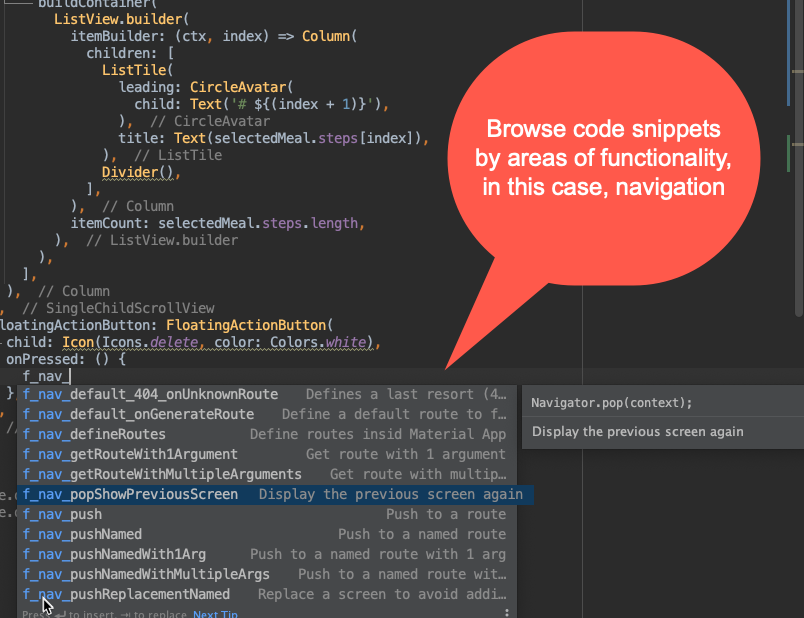 buildContainer(
ListView.builder(
itemBuilder: (ctx, index) => Column(
children: [
ListTile(
leading: CircleAvatar(
child: Text('# ${(index + 1)}'),
), // CircleAvatar
title: Text(selectedMeal.steps[index]),
), // ListTile
Divider(),
],
), // Column
itemCount: selectedMeal.steps.length,
), // ListView.builder
),
],
), // Column
, // SingleChildScrollView
loatingActionButton: FloatingActionButton(
child: Icon(Icons.delete, color: Colors.white),
onPressed: () {
f_nav_
Browse code snippets
by areas of functionality,
in this case, navigation
f_nav_default_404_onUnknownRoute Defines a last resort (4…
f_nav_default_onGenerateRoute Define a default route to f…
f_nav_defineRoutes Define routes insid Material App
f_nav_getRouteWith1Argument Get route with 1 argument
f_nav_getRouteWithMultipleArguments Get route with multip…
f_nav_popShowPreviousScreen Display the previous screen again
f_nav_push Push to a route
f_nav_pushNamed Push to a named route
f_nav_pushNamedWith1Arg Push to a named route with 1 arg
f_nav_pushNamedWithMultipleArgs Push to a named route wit…
f_nav_pushReplacementNamed Replace a screen to avoid addi…
Press ↵ to insert, ⇥ to replace Next Tip
Navigator.pop(context);
Display the previous screen again
},
,
//
e.c
e.c